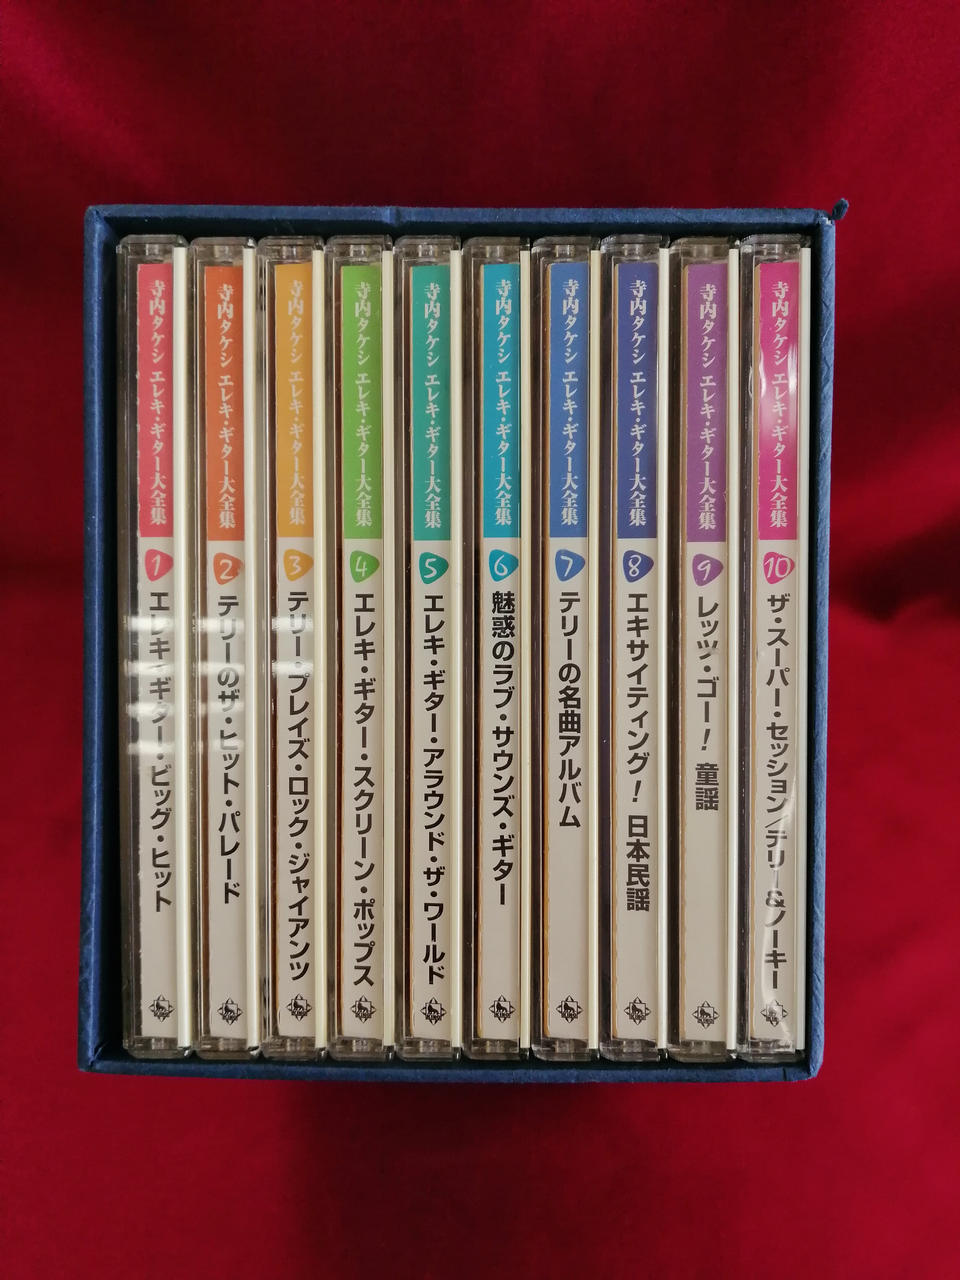 寺内タケシ エレキ・ギター大全集
1
エレキ・ギター・ビッグ・ヒット
寺内タケシ エレキ・ギター大全集
2
テリーのザ・ヒット・パレード
寺内タケシ エレキ・ギター大全集
3
テリー・プレイズ・ロック・ジャイアンツ
寺内タケシ エレキ・ギター大全集
4
エレキ・ギター・スクリーン・ポップス
寺内タケシ エレキ・ギター大全集
5
エレキ・ギター・アラウンド・ザ・ワールド
寺内タケシ エレキ・ギター大全集
6
魅惑のラブ・サウンズ・ギター
寺内タケシ エレキ・ギター大全集
7
テリーの名曲アルバム
寺内タケシ エレキ・ギター大全集
8
エキサイティング! 日本民謡
寺内タケシ エレキ・ギター大全集
9
レッツ・ゴー! 童謡
寺内タケシ エレキ・ギター大全集
10
ザ・スーパー・セッション/テリー&ノーキー